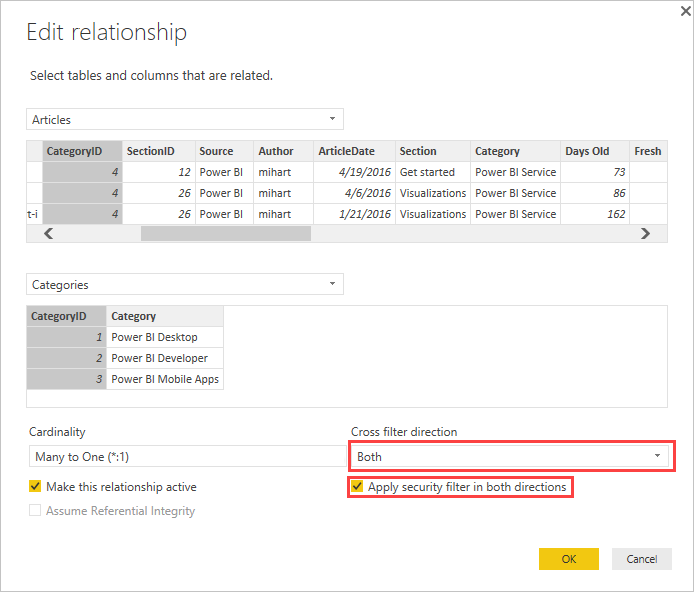 Edit relationship
Select tables and columns that are related.
Articles
CategoryID SectionID Source Author ArticleDate Section Category Days Old Fresh
4 12 Power BI mihart 4/19/2016 Get started Power BI Service 73
4 26 Power BI mihart 4/6/2016 Visualizations Power BI Service 86
t-i 4 26 Power BI mihart 1/21/2016 Visualizations Power BI Service 162
Categories
CategoryID Category
1 Power BI Desktop
2 Power BI Developer
3 Power BI Mobile Apps
Cardinality Cross filter direction
Many to One (*:1) Both
Make this relationship active Apply security filter in both directions
Assume Referential Integrity
OK Cancel